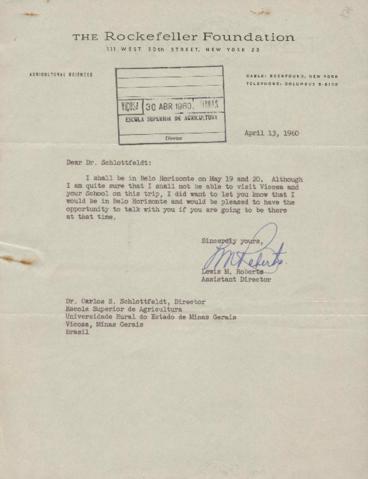 THE Rockefeller Foundation
111 WEST 50th STREET, NEW YORK 20
AGRICULTURAL SCIENCES
CABLE: ROCKFOUND, NEW YORK
TELEPHONE: COLUMBUS 5-8100
VIÇOSA 30 ABR 1960 MINAS
ESCOLA SUPERIOR DE AGRICULTURA
Director
April 13, 1960
Dear Dr. Schlottfeldt:
I shall be in Belo Horizonte on May 19 and 20. Although
I am quite sure that I shall not be able to visit Vicosa and
your School on this trip, I did want to let you know that I
would be in Belo Horizonte and would be pleased to have the
opportunity to talk with you if you are going to be there
at that time.
Sincerely yours,
LM Roberts
Lewis M. Roberts
Assistant Director
Dr. Carlos S. Schlottfeldt, Director
Escola Superior de Agricultura
Universidade Rural do Estado de Minas Gerais
Vicosa, Minas Gerais
Brasil